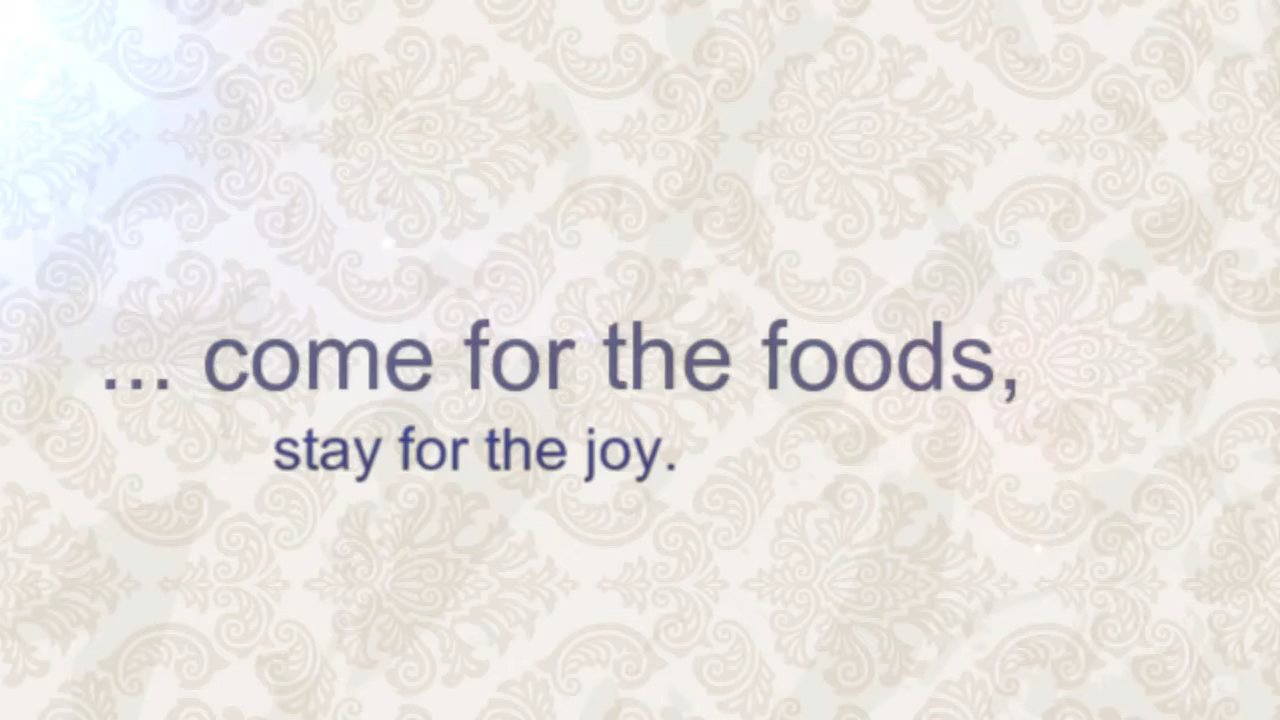 ... come for the foods,
stay for the joy.